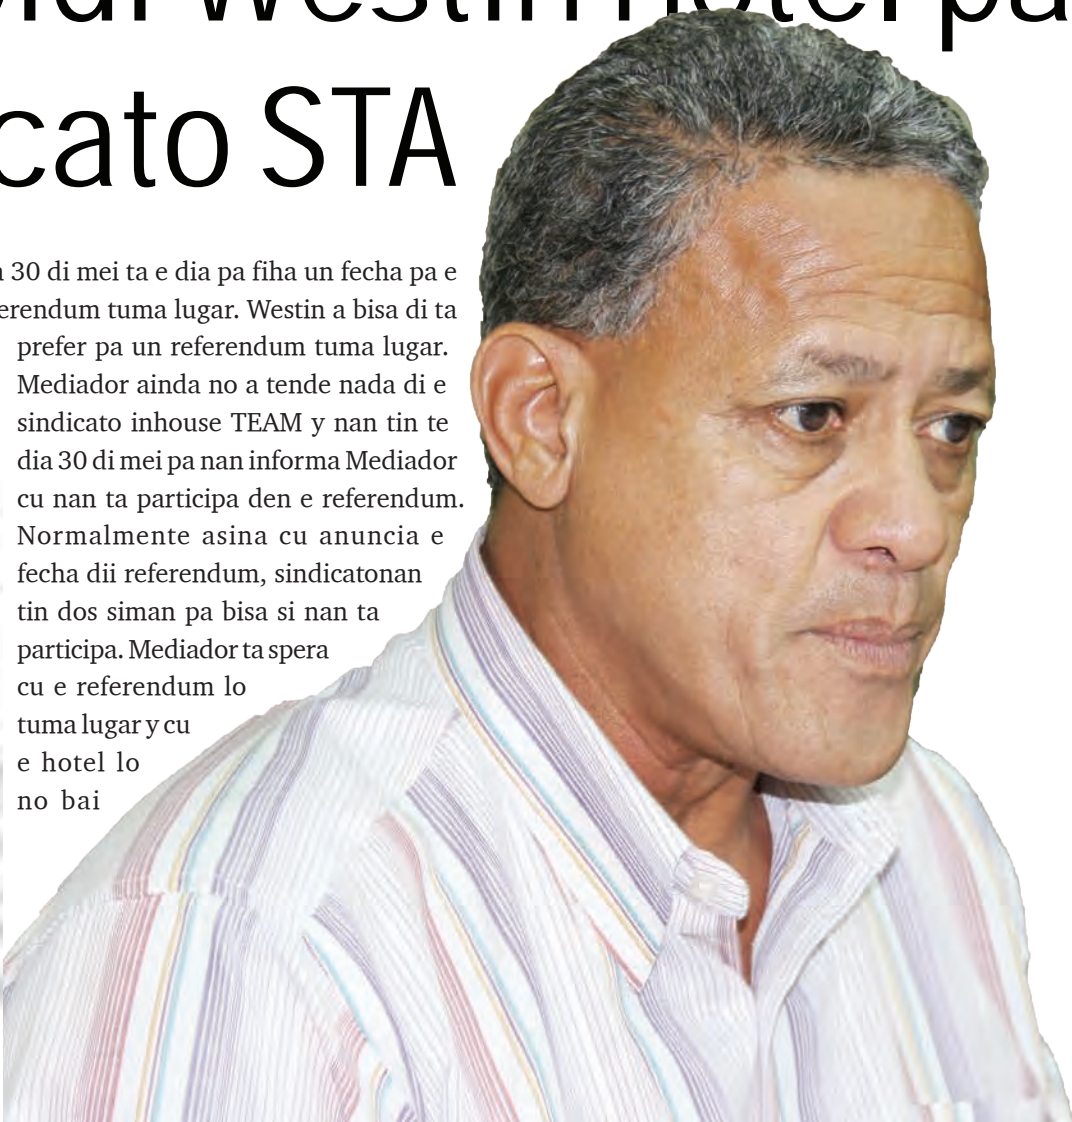 Westin
cato STA
30 di mei ta e dia pa fiha un fecha pa e
erendum tuma lugar. Westin a bisa di ta
prefer pa un referendum tuma lugar.
Mediador ainda no a tende nada di e
sindicato inhouse TEAM y nan tin te
dia 30 di mei pa nan informa Mediador
cu nan ta participa den e referendum.
Normalmente asina cu anuncia e
fecha dii referendum, sindicatonan
tin dos siman pa bisa si nan ta
participa. Mediador ta spera
cu e referendum lo
tuma lugar y cu
e hotel lo
no bai